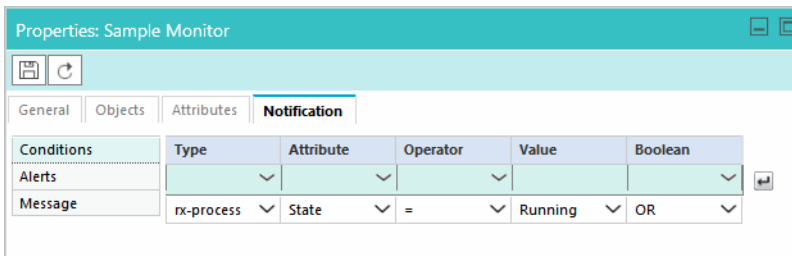 Properties: Sample Monitor
General Objects Attributes Notification
Conditions Type Attribute Operator Value Boolean
Alerts
Message rx-process State = Running OR